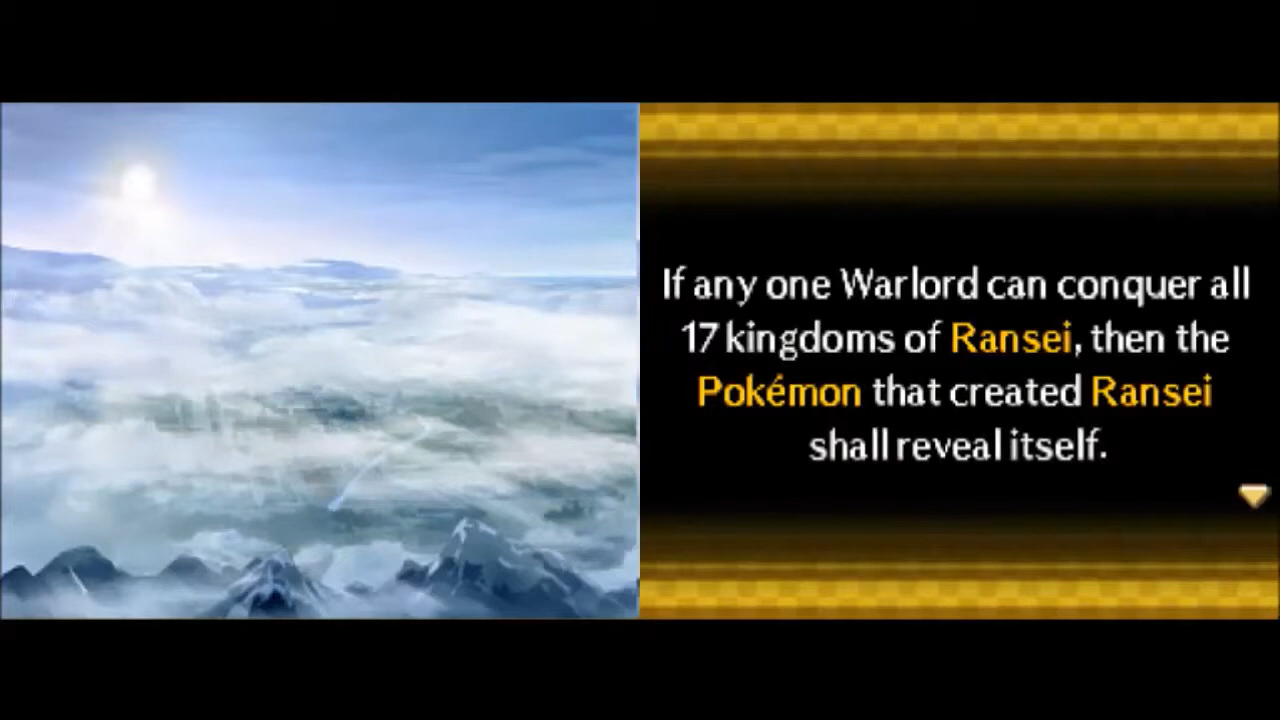 If any one Warlord can conquer all
17 kingdoms of Ransei, then the
Pokémon that created Ransei
shall reveal itself.